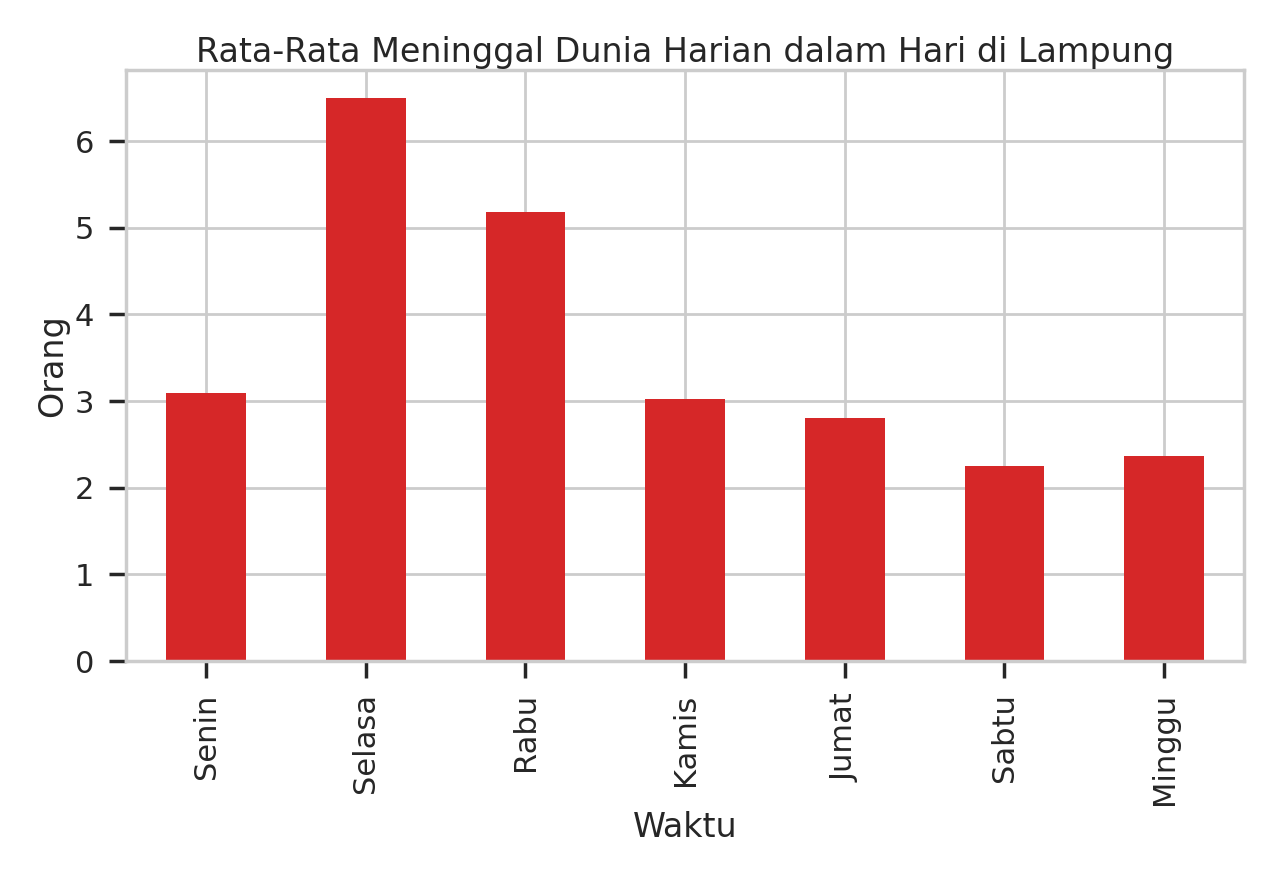 Rata-Rata Meninggal Dunia Harian dalam Hari di Lampung
6
5
4
3
2
1
0
Orang
Senin
Selasa
Rabu
Kamis
Jumat
Sabtu
Minggu
Waktu